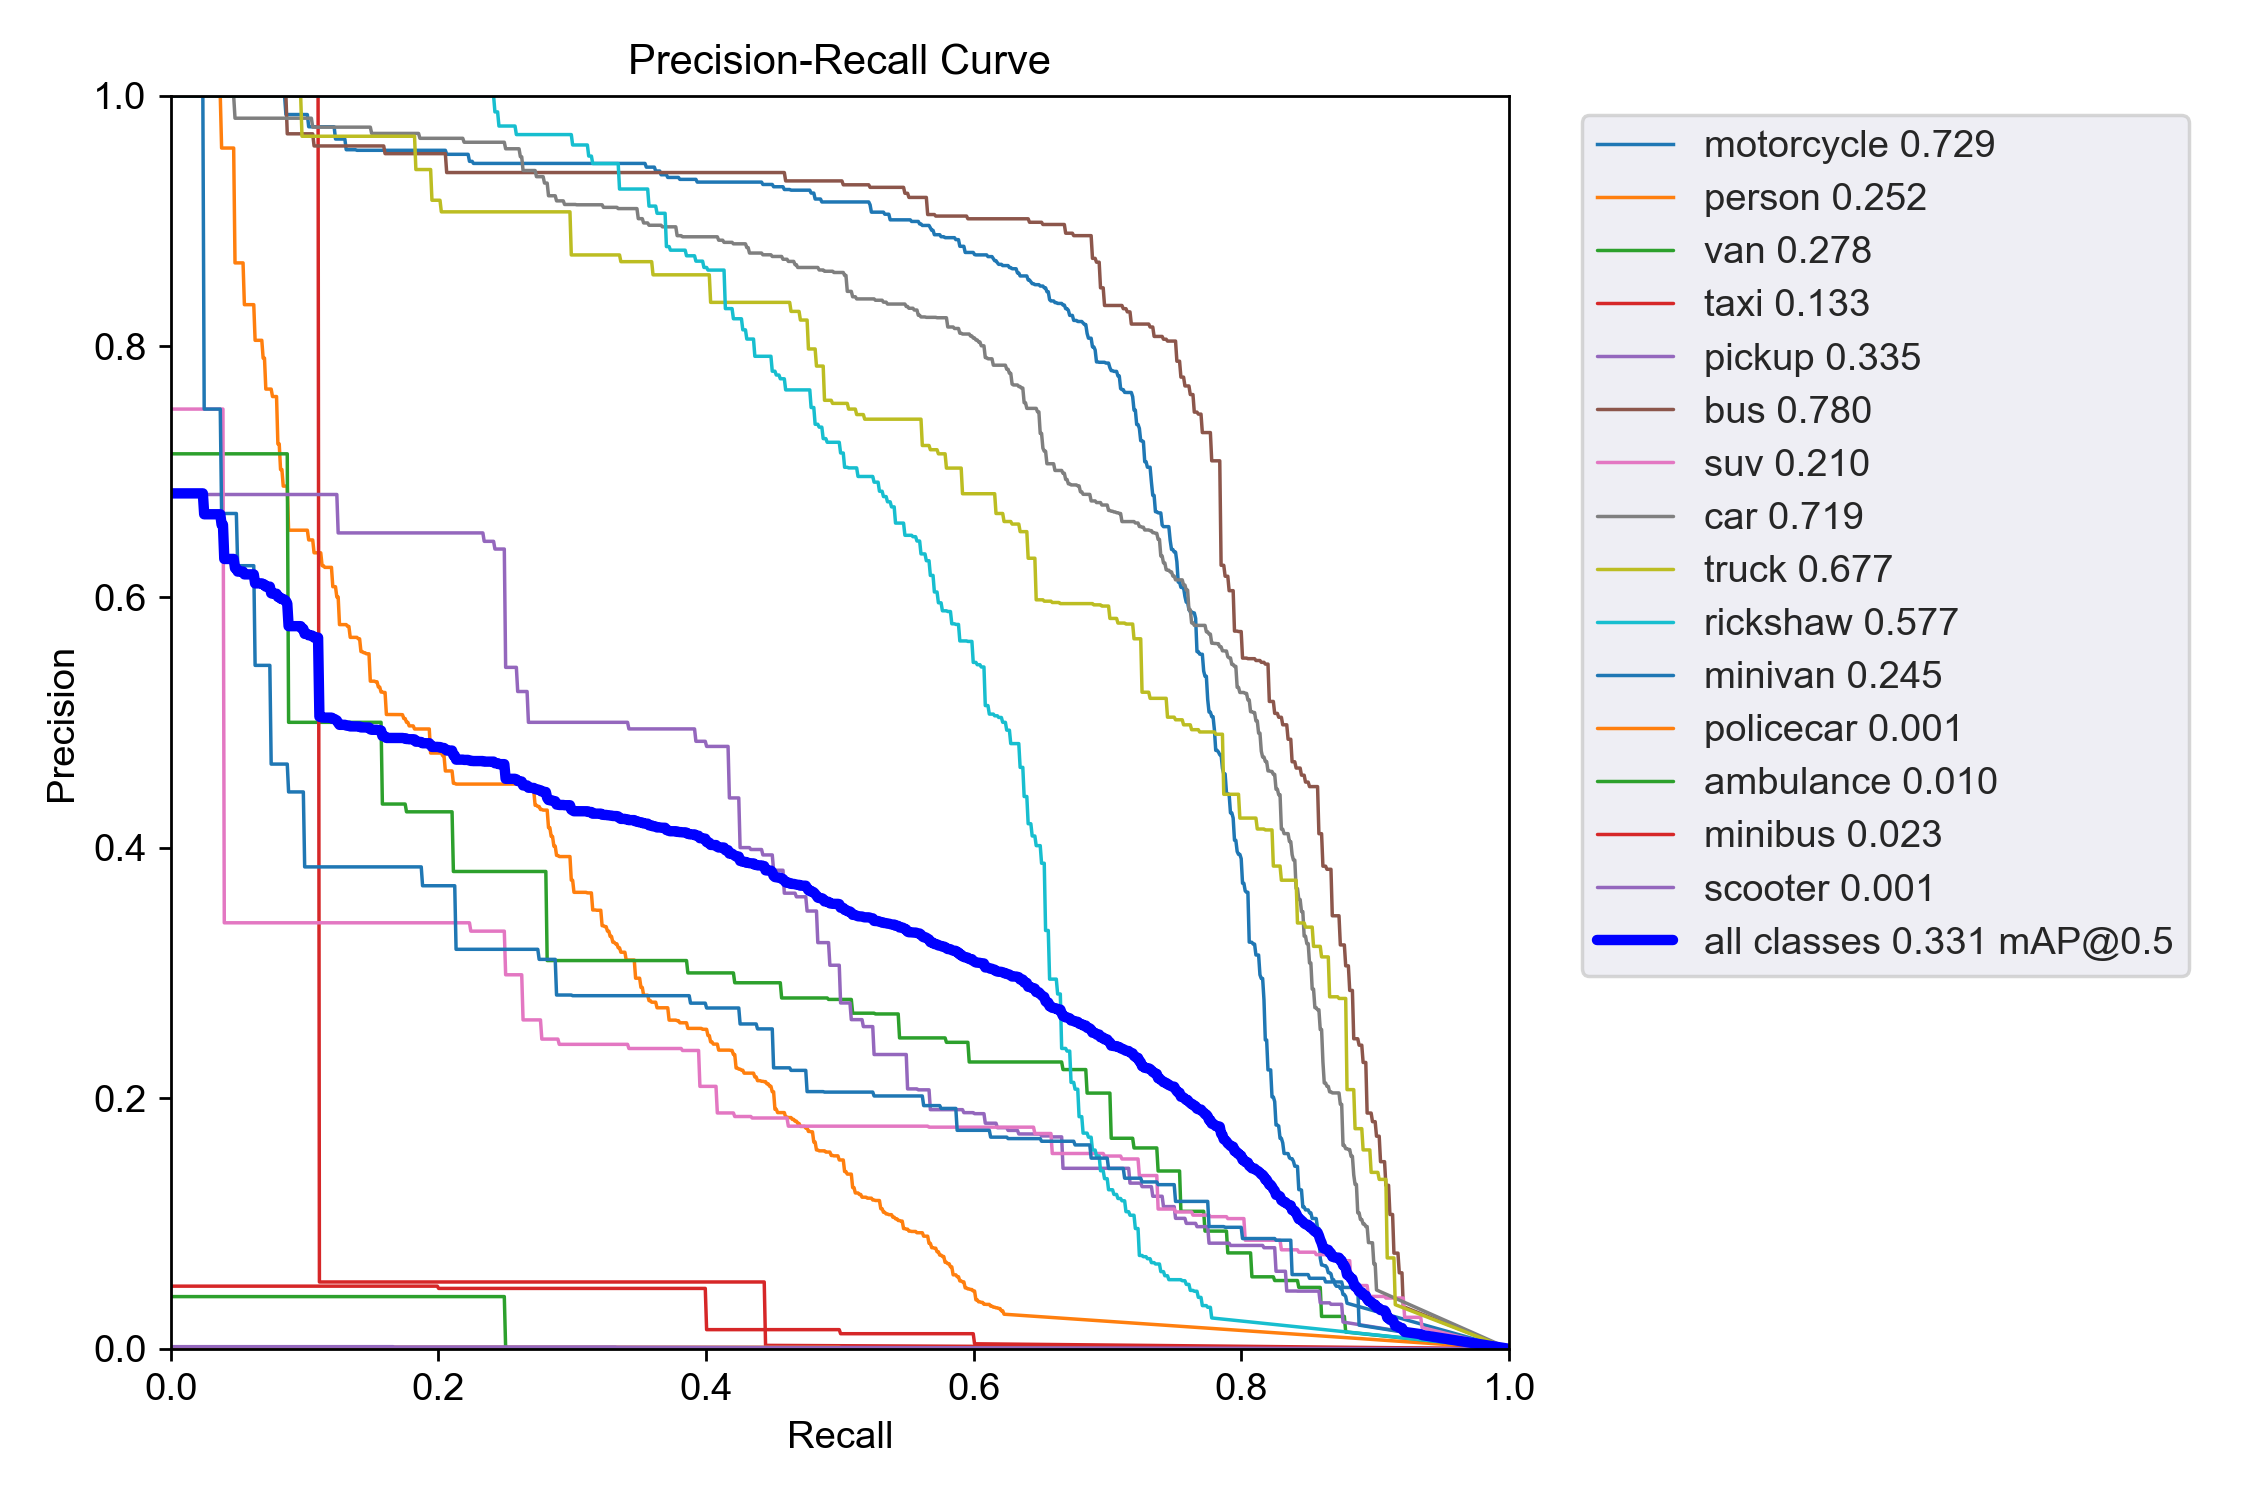 Precision-Recall Curve
1.0
0.8
0.6
0.4
0.2
0.0
Precision
0.0 0.2 0.4 0.6 0.8 1.0
Recall
motorcycle 0.729
person 0.252
van 0.278
taxi 0.133
pickup 0.335
bus 0.780
suv 0.210
car 0.719
truck 0.677
rickshaw 0.577
minivan 0.245
policecar 0.001
ambulance 0.010
minibus 0.023
scooter 0.001
all classes 0.331 mAP@0.5